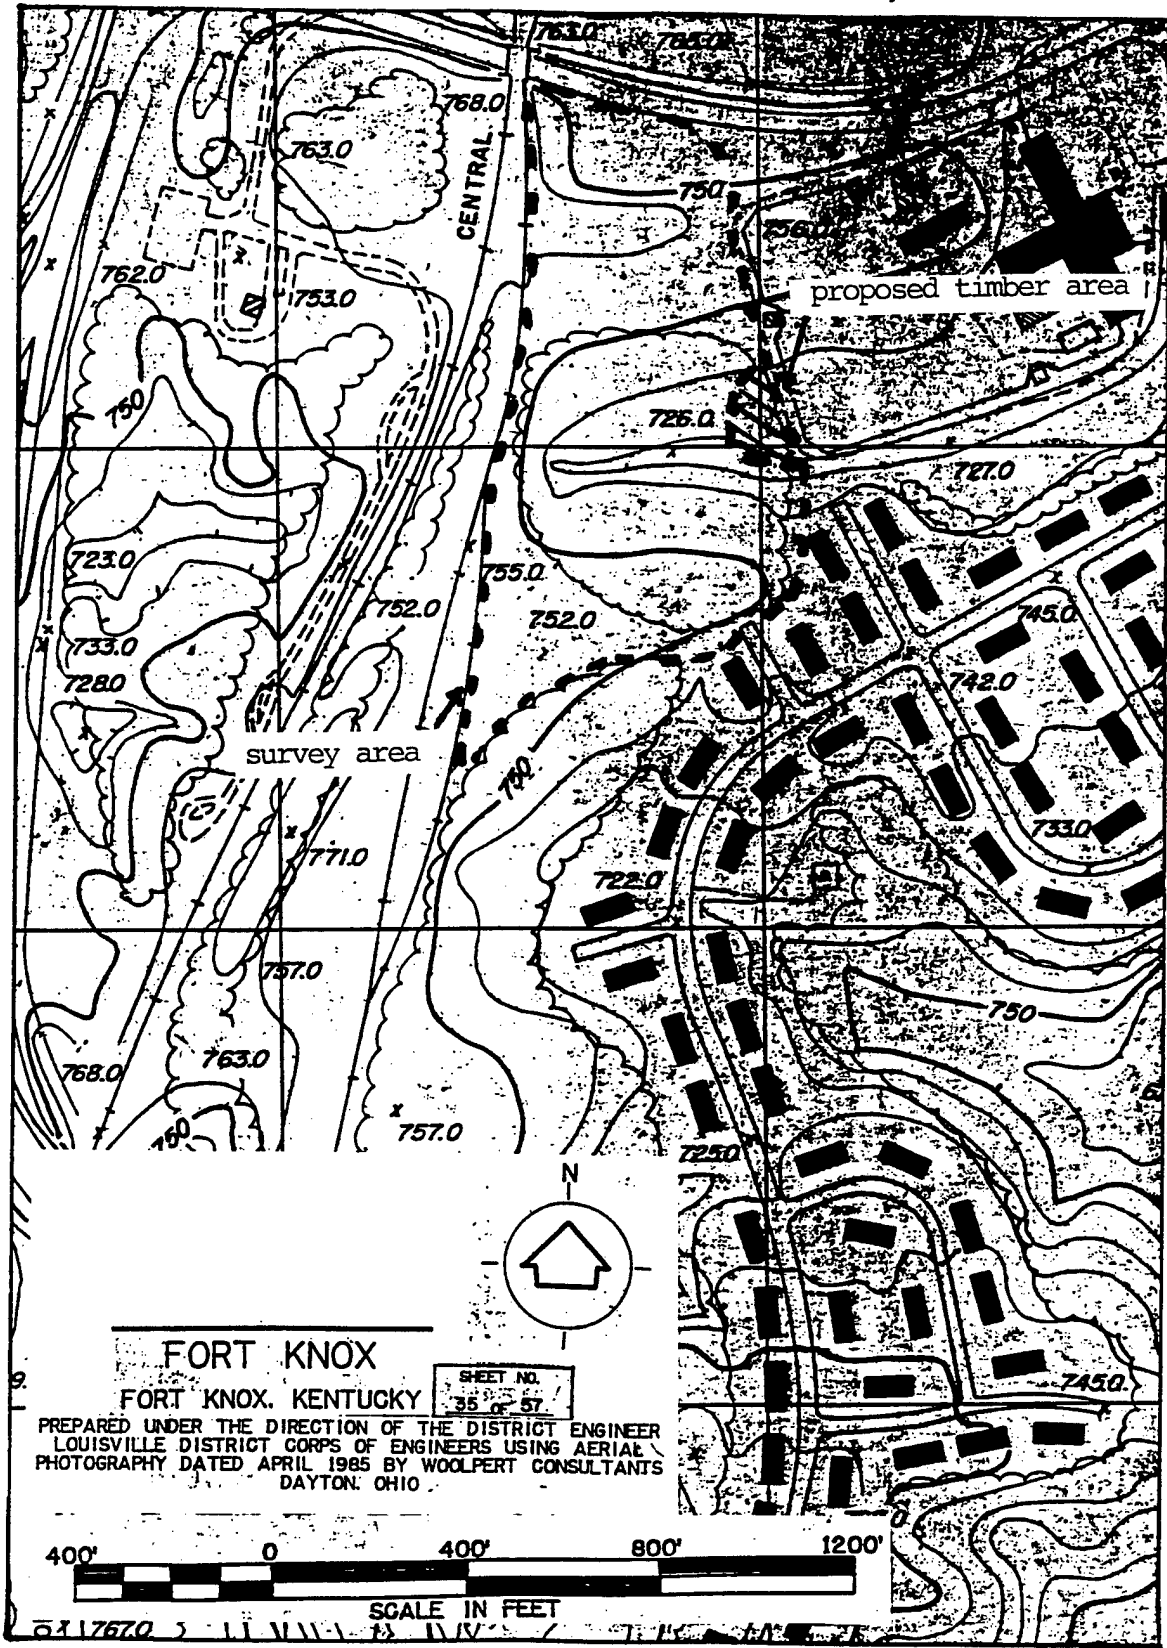 763.0
768.0
763.0
CENTRAL
750
756.0
762.0
753.0
proposed timber area
750
726.0
727.0
723.0
755.0
752.0
752.0
745.0
733.0
728.0
742.0
survey area
750
733.0
771.0
722.0
757.0
750
768.0
763.0
757.0
750
725.0
N
FORT KNOX
FORT KNOX, KENTUCKY
SHEET NO.
35 OF 57
PREPARED UNDER THE DIRECTION OF THE DISTRICT ENGINEER
LOUISVILLE DISTRICT CORPS OF ENGINEERS USING AERIAL
PHOTOGRAPHY DATED APRIL 1985 BY WOOLPERT CONSULTANTS
DAYTON, OHIO
745.0
400' 0 400' 800' 1200'
SCALE IN FEET
767.0